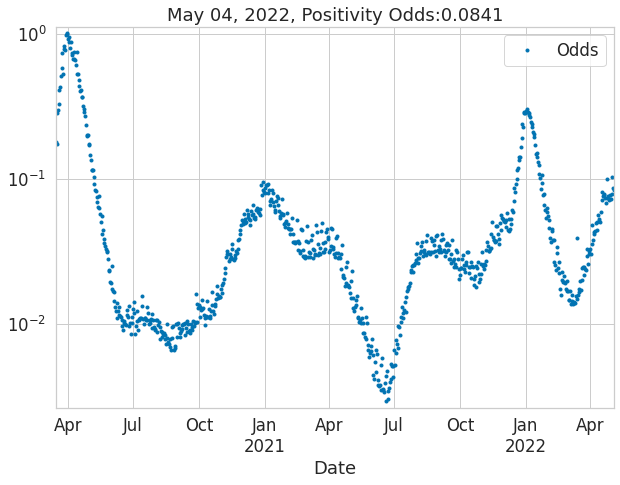 May 04, 2022, Positivity Odds:0.0841
Odds
10⁰
10⁻¹
10⁻²
Apr Jul Oct Jan Apr Jul Oct Jan Apr
2021 2022
Date